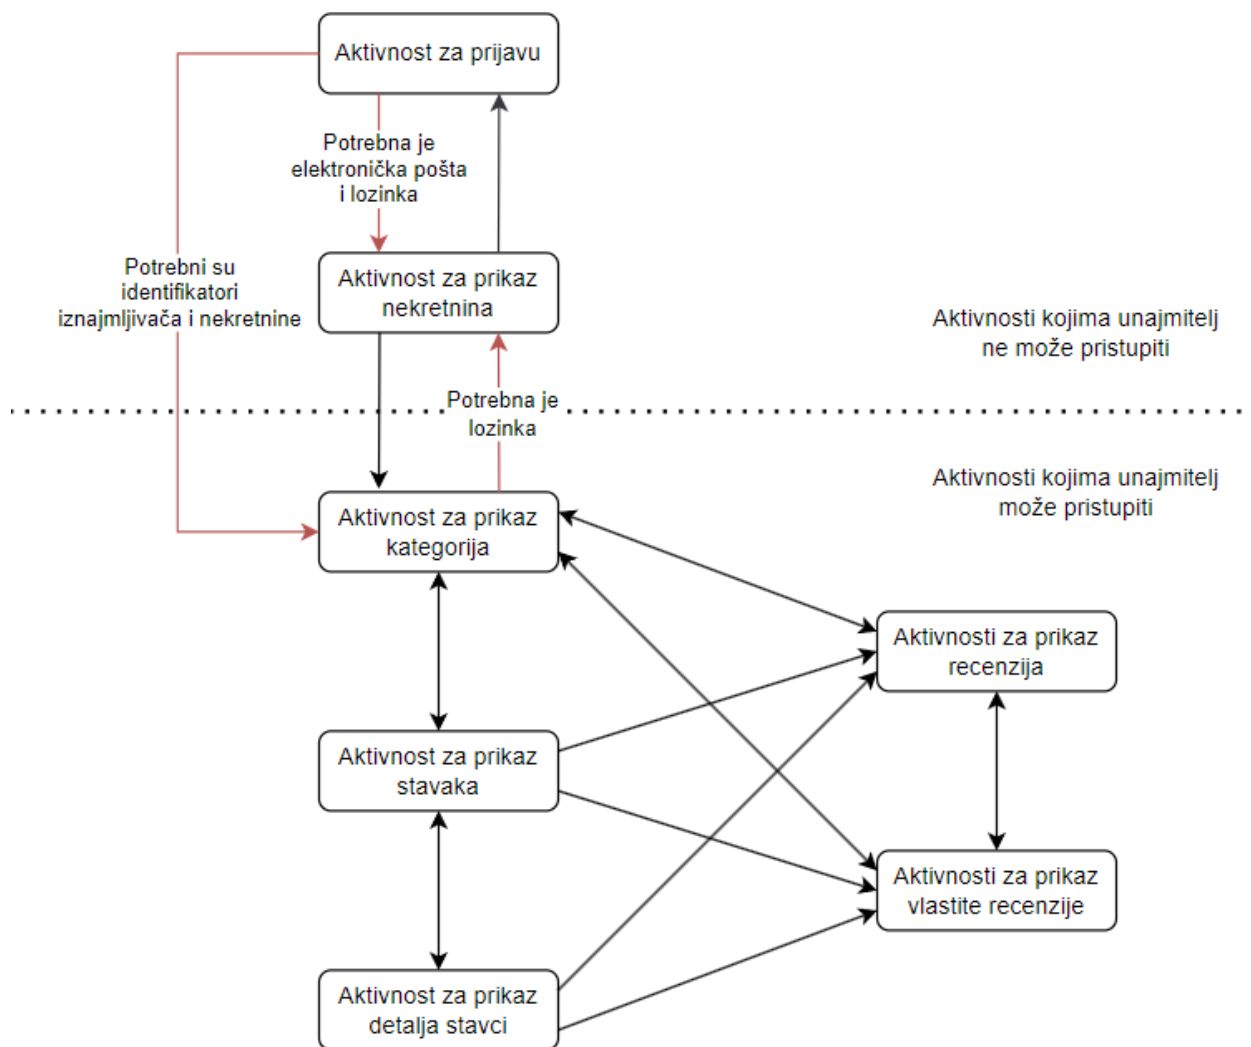 Aktivnost za prijavu
Potrebna je
elektronička pošta
i lozinka
Potrebni su
identifikatori
iznajmljivača i nekretnine
Aktivnost za prikaz
nekretnina
Aktivnosti kojima unajmitelj
ne može pristupiti
Potrebna je
lozinka
Aktivnosti kojima unajmitelj
može pristupiti
Aktivnost za prikaz
kategorija
Aktivnosti za prikaz
recenzija
Aktivnost za prikaz
stavaka
Aktivnosti za prikaz
vlastite recenzije
Aktivnost za prikaz
detalja stavci